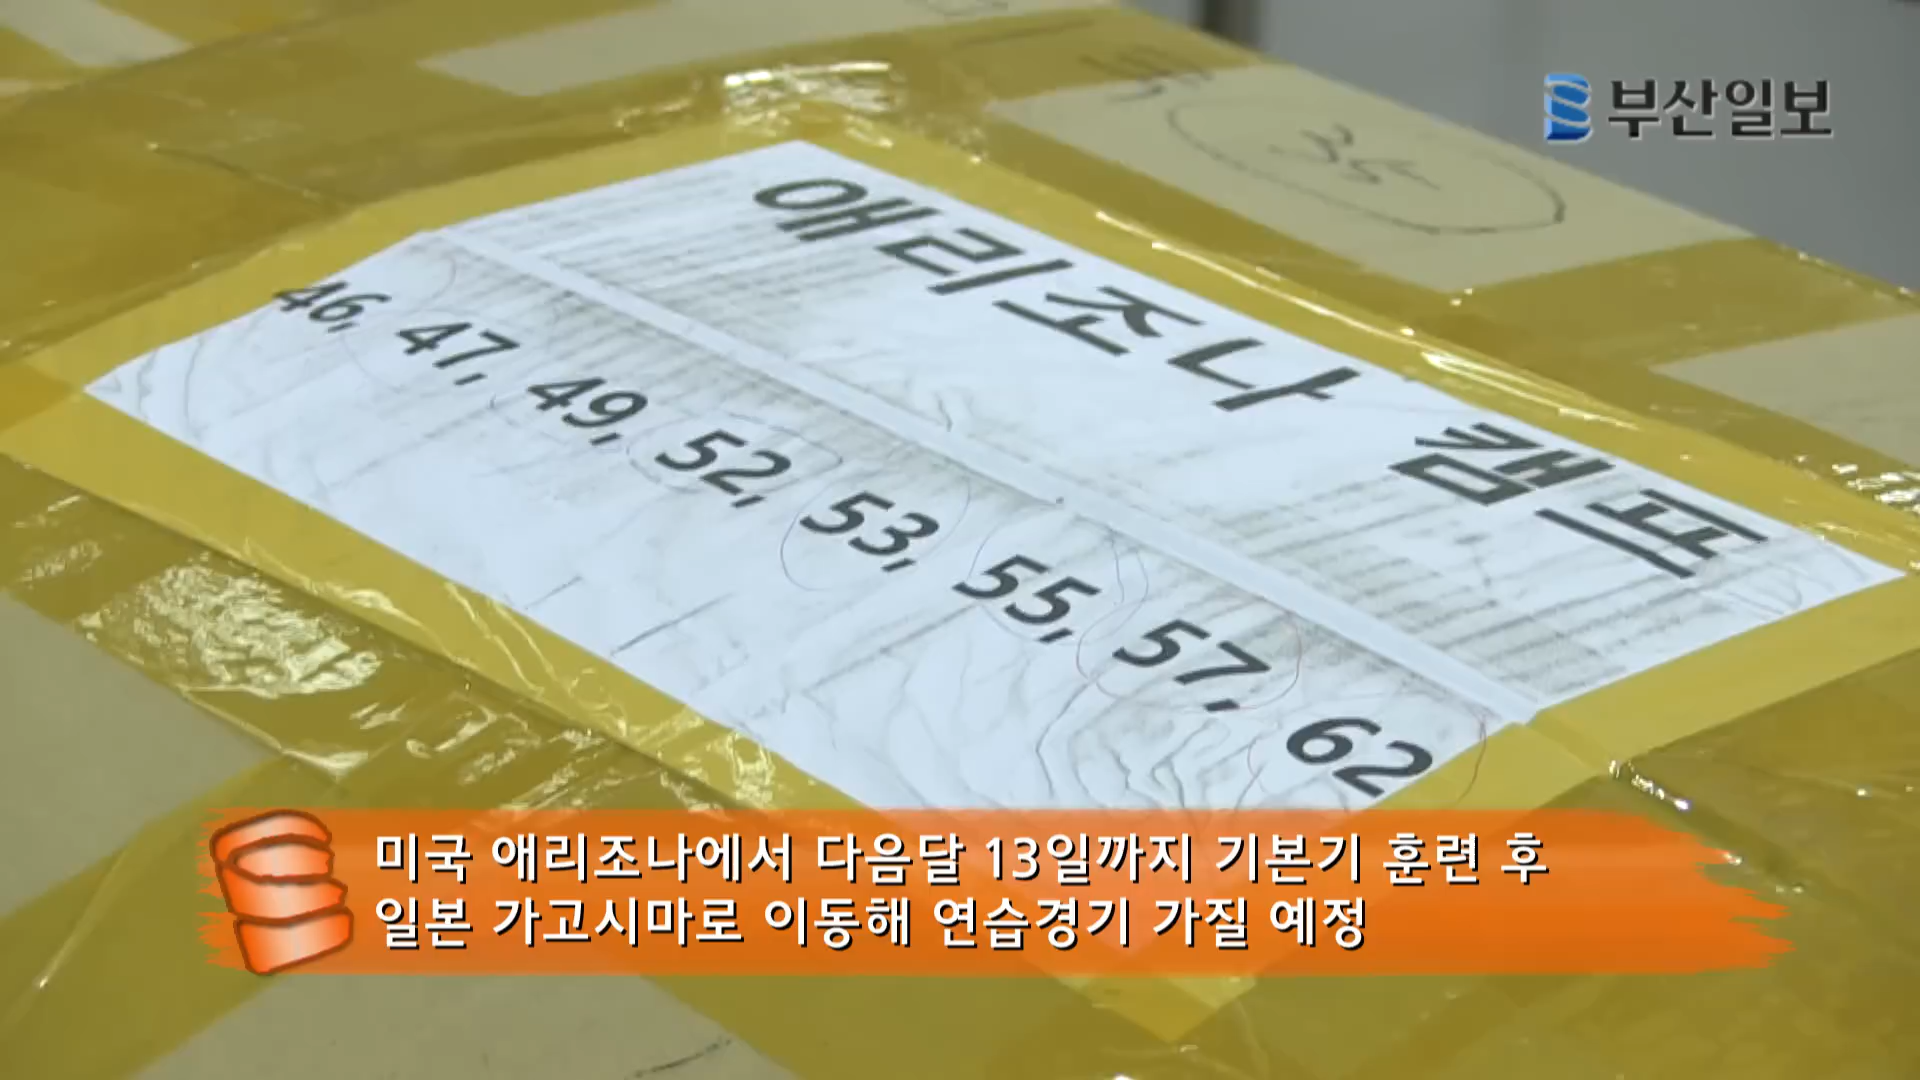 부산일보
35
애리조나 캠프
46, 47, 49, 52, 53, 55, 57, 62
미국 애리조나에서 다음달 13일까지 기본기 훈련 후
일본 가고시마로 이동해 연습경기 가질 예정